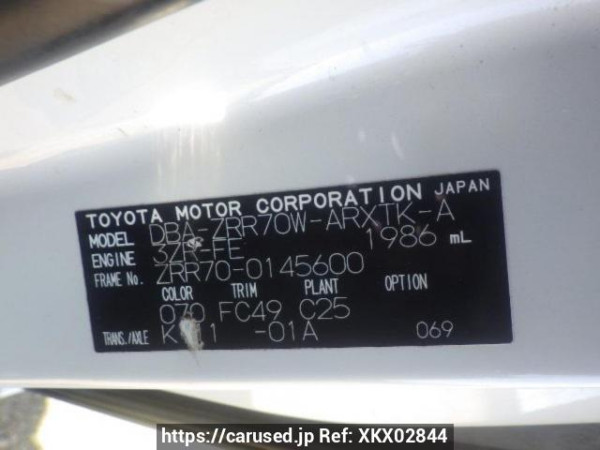 TOYOTA MOTOR CORPORATION JAPAN
MODEL DBA-ZRR70W-ARXTK-A
ENGINE 3ZR-FE 1986 mL
FRAME No. ZRR70-0145600
COLOR TRIM PLANT OPTION
070 FC49 C25
TRANS./AXLE -01A 069
https://carused.jp Ref: XKX02844